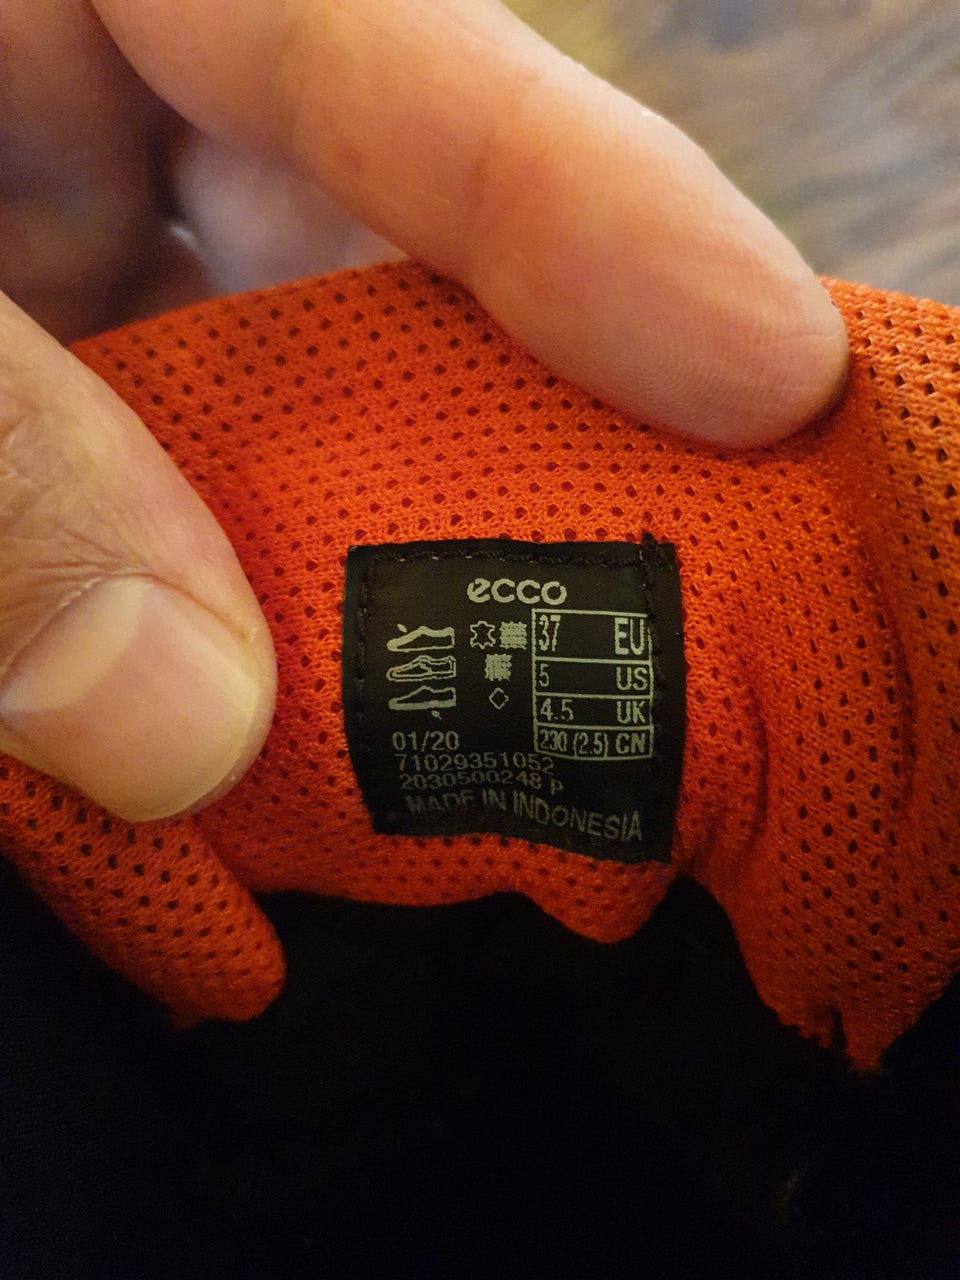 ecco
37 EU
5 US
4.5 UK
230 (2.5) CN
01/20
71029351052
2030500248 p
MADE IN INDONESIA